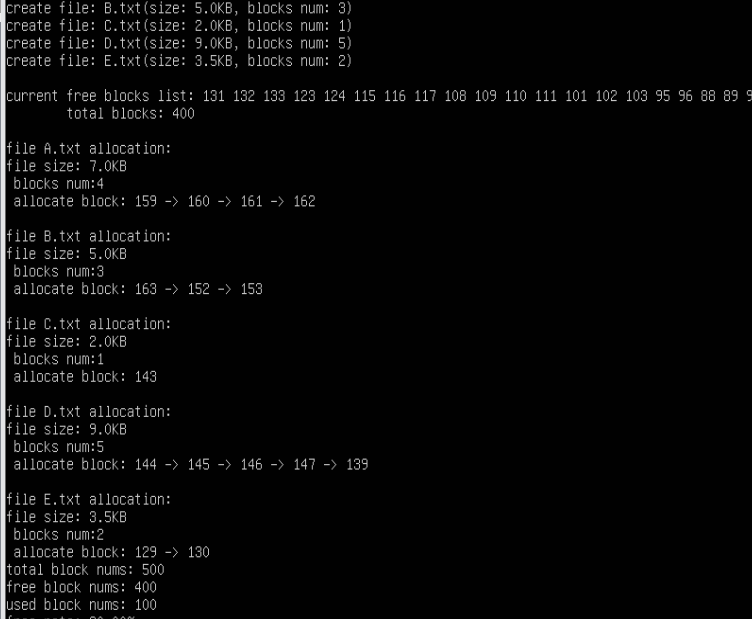 create file: B.txt(size: 5.0KB, blocks num: 3)
create file: C.txt(size: 2.0KB, blocks num: 1)
create file: D.txt(size: 9.0KB, blocks num: 5)
create file: E.txt(size: 3.5KB, blocks num: 2)
current free blocks list: 131 132 133 123 124 115 116 117 108 109 110 111 101 102 103 95 96 88 89 9
total blocks: 400
file A.txt allocation:
file size: 7.0KB
blocks num:4
allocate block: 159 -> 160 -> 161 -> 162
file B.txt allocation:
file size: 5.0KB
blocks num:3
allocate block: 163 -> 152 -> 153
file C.txt allocation:
file size: 2.0KB
blocks num:1
allocate block: 143
file D.txt allocation:
file size: 9.0KB
blocks num:5
allocate block: 144 -> 145 -> 146 -> 147 -> 139
file E.txt allocation:
file size: 3.5KB
blocks num:2
allocate block: 129 -> 130
total block nums: 500
free block nums: 400
used block nums: 100